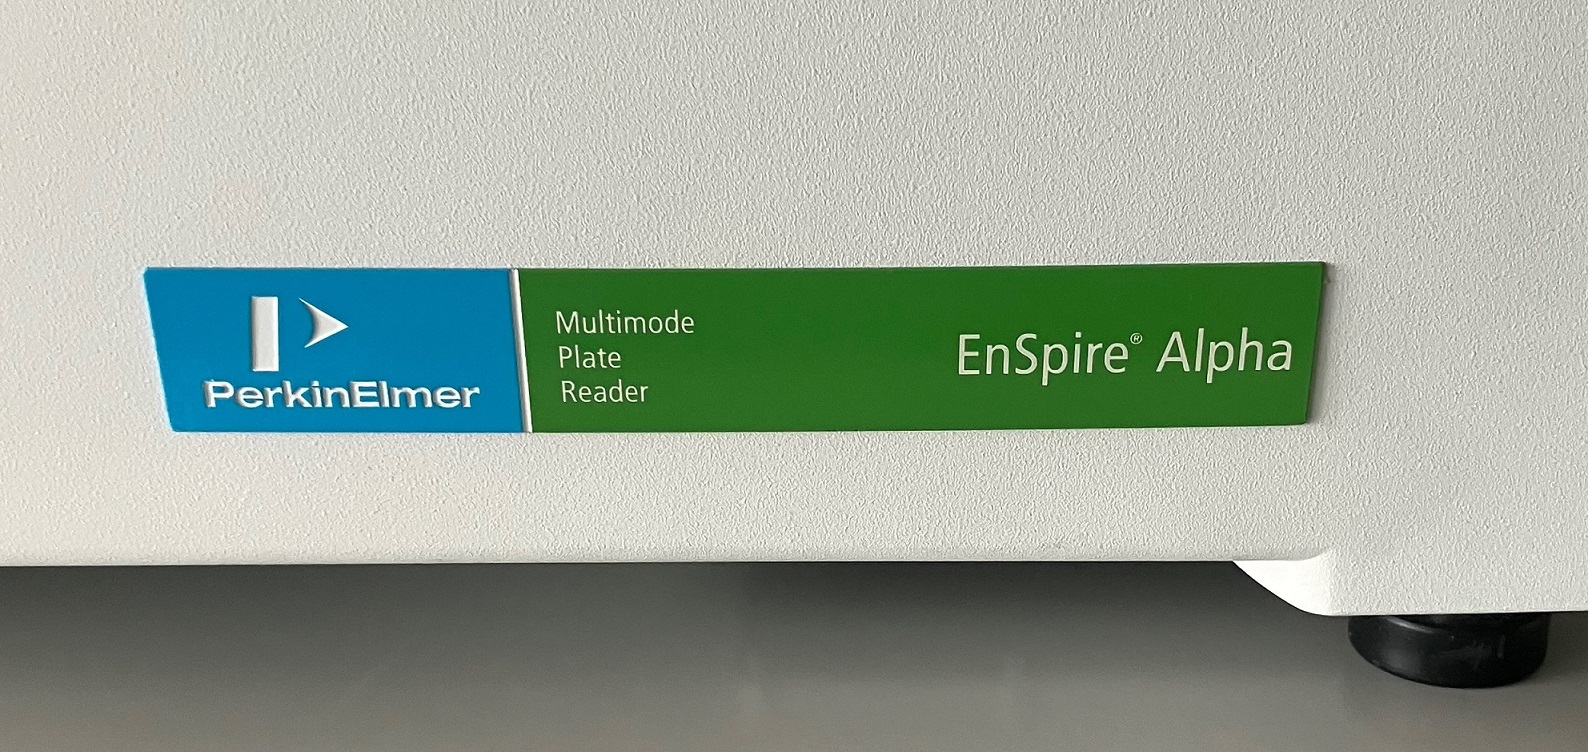 PerkinElmer
Multimode
Plate
Reader
EnSpire® Alpha